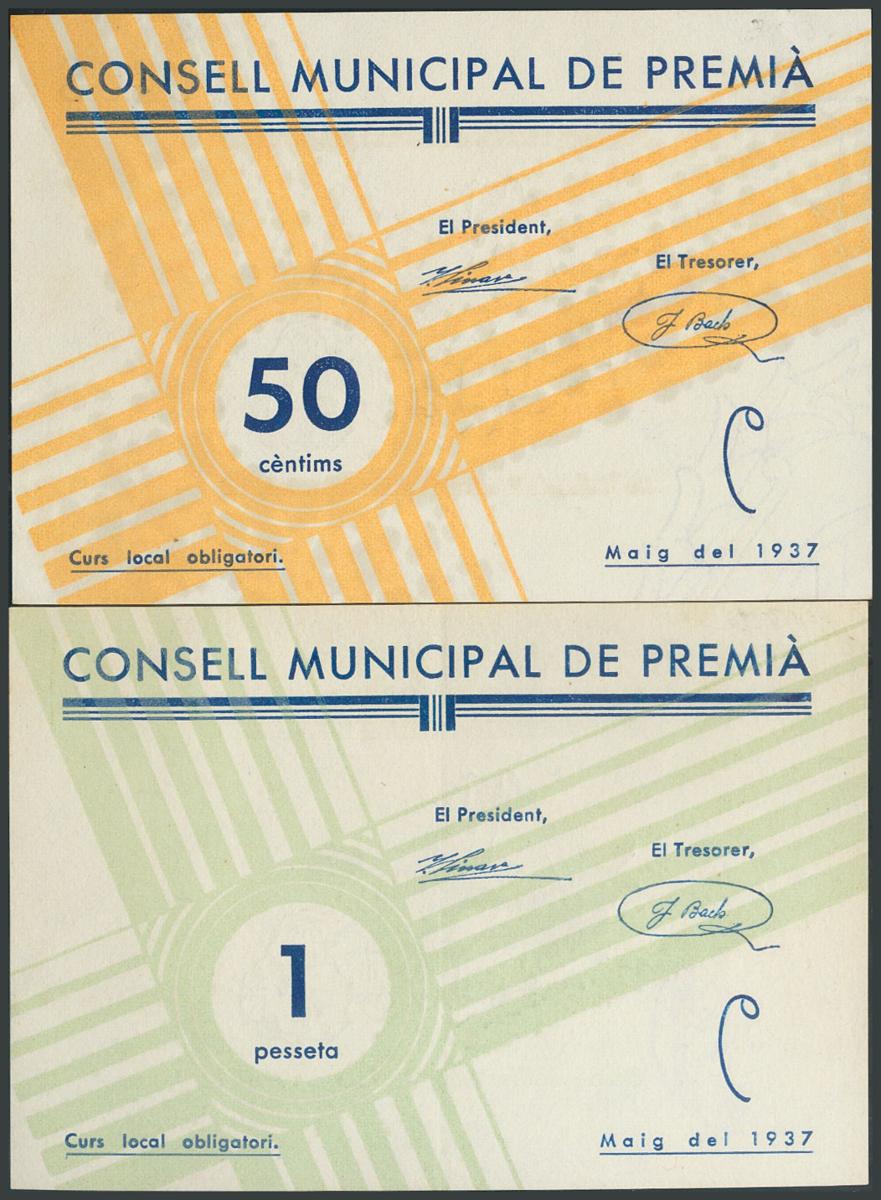 CONSELL MUNICIPAL DE PREMIÀ
El President,
El Tresorer,
J Bach
50
cèntims
C
Curs local obligatori.
Maig del 1937
CONSELL MUNICIPAL DE PREMIÀ
El President,
El Tresorer,
J Bach
1
pesseta
C
Curs local obligatori.
Maig del 1937